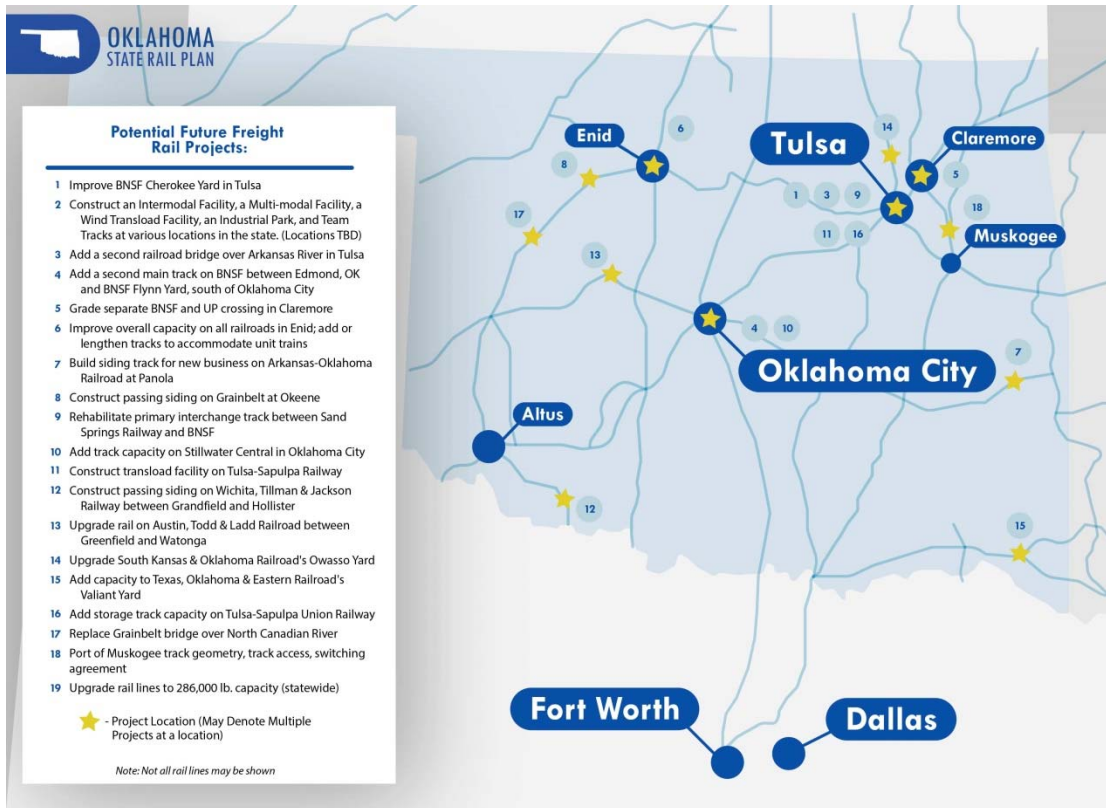 OKLAHOMA
STATE RAIL PLAN
Potential Future Freight
Rail Projects:
1 Improve BNSF Cherokee Yard in Tulsa
2 Construct an Intermodal Facility, a Multi-modal Facility, a
Wind Transload Facility, an Industrial Park, and Team
Tracks at various locations in the state. (Locations TBD)
3 Add a second railroad bridge over Arkansas River in Tulsa
4 Add a second main track on BNSF between Edmond, OK
and BNSF Flynn Yard, south of Oklahoma City
5 Grade separate BNSF and UP crossing in Claremore
6 Improve overall capacity on all railroads in Enid; add or
lengthen tracks to accommodate unit trains
7 Build siding track for new business on Arkansas-Oklahoma
Railroad at Panola
8 Construct passing siding on Grainbelt at Okeene
9 Rehabilitate primary interchange track between Sand
Springs Railway and BNSF
10 Add track capacity on Stillwater Central in Oklahoma City
11 Construct transload facility on Tulsa-Sapulpa Railway
12 Construct passing siding on Wichita, Tillman & Jackson
Railway between Grandfield and Hollister
13 Upgrade rail on Austin, Todd & Ladd Railroad between
Greenfield and Watonga
14 Upgrade South Kansas & Oklahoma Railroad's Owasso Yard
15 Add capacity to Texas, Oklahoma & Eastern Railroad's
Valiant Yard
16 Add storage track capacity on Tulsa-Sapulpa Union Railway
17 Replace Grainbelt bridge over North Canadian River
18 Port of Muskogee track geometry, track access, switching
agreement
19 Upgrade rail lines to 286,000 lb. capacity (statewide)
- Project Location (May Denote Multiple
Projects at a location)
Note: Not all rail lines may be shown
Enid
6
8
17
13
Tulsa
14
Claremore
5
1 3 9
18
11 16
Muskogee
4 10
Oklahoma City
7
Altus
12
15
Fort Worth
Dallas